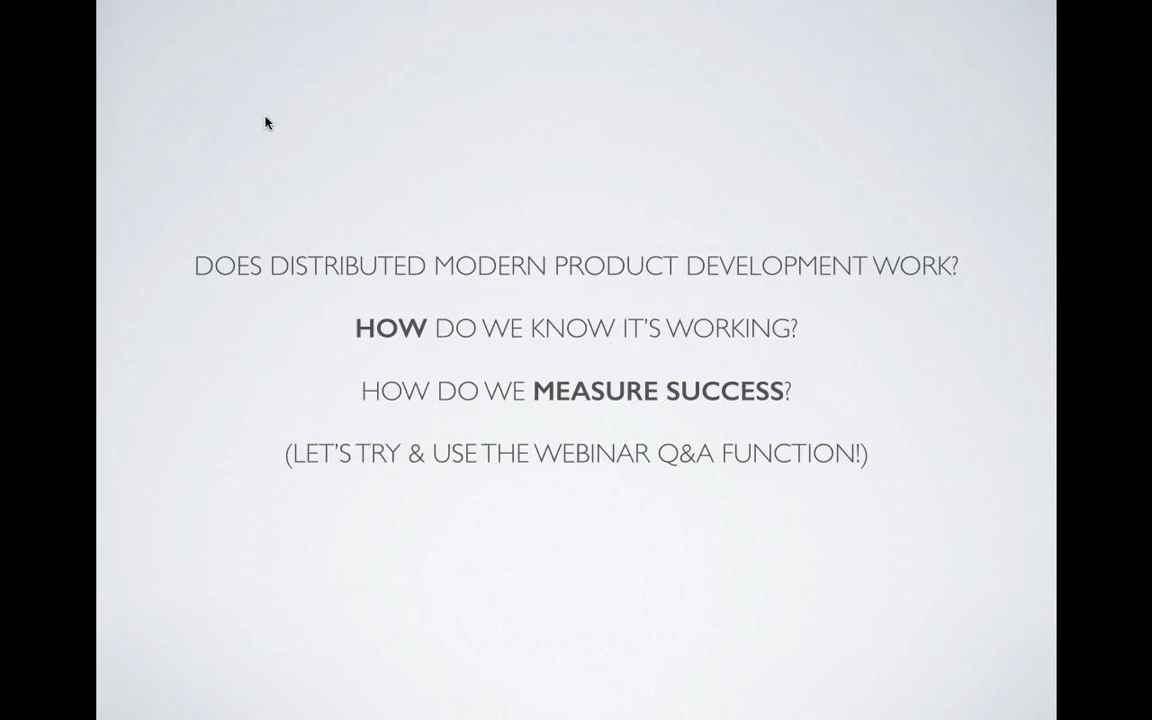 DOES DISTRIBUTED MODERN PRODUCT DEVELOPMENT WORK?
HOW DO WE KNOW IT'S WORKING?
HOW DO WE MEASURE SUCCESS?
(LET'S TRY & USE THE WEBINAR Q&A FUNCTION!)